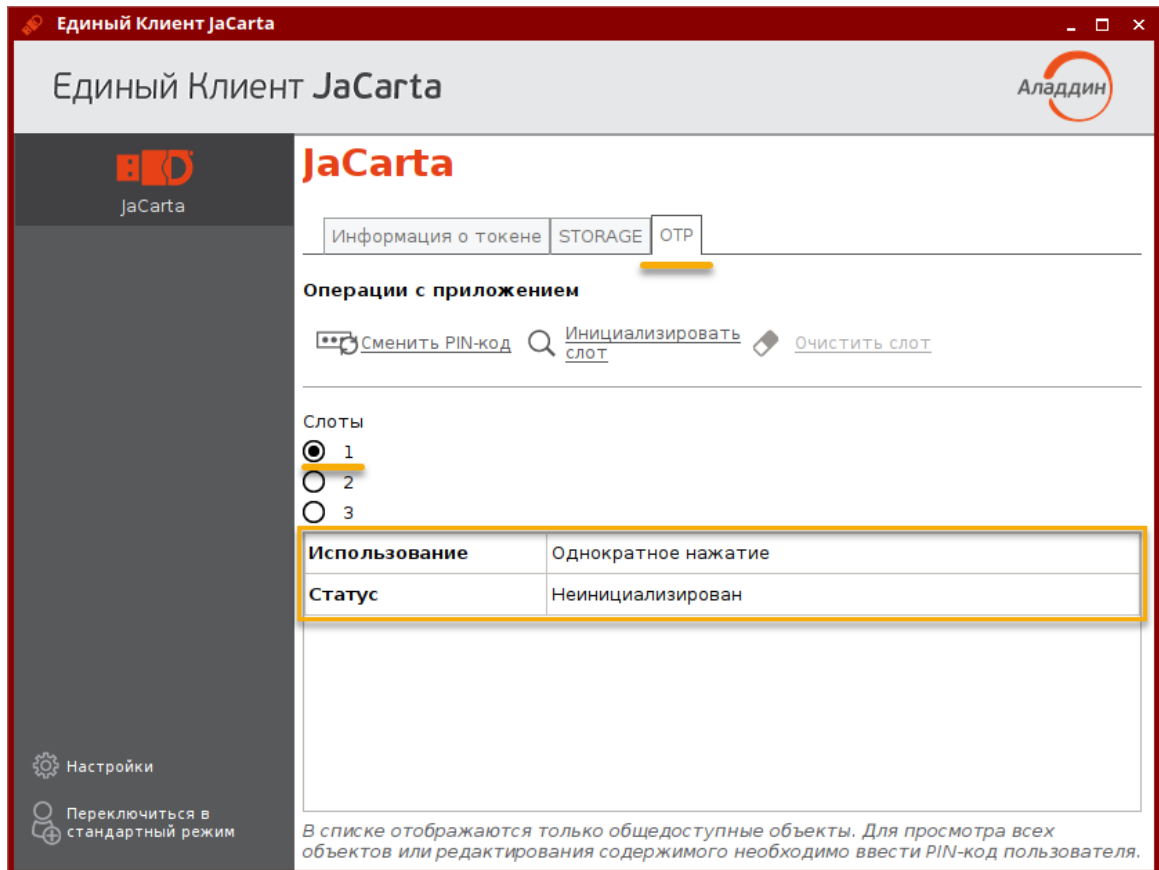 Единый Клиент JaCarta
Единый Клиент JaCarta
Аладдин
JaCarta
JaCarta
Информация о токене STORAGE OTP
Операции с приложением
Сменить PIN-код
Инициализировать
слот
Очистить слот
Слоты
1
2
3
Использование Однократное нажатие
Статус Неинициализирован
Настройки
Переключиться в
стандартный режим
В списке отображаются только общедоступные объекты. Для просмотра всех
объектов или редактирования содержимого необходимо ввести PIN-код пользователя.